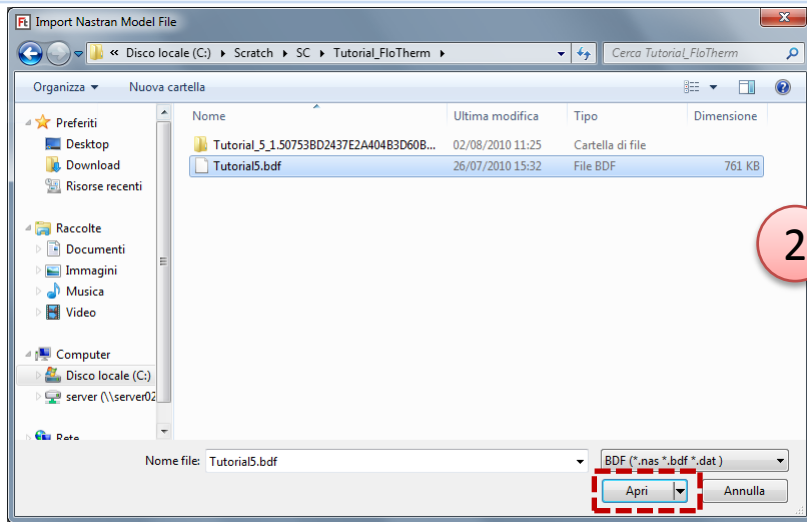 Ft Import Nastran Model File
« Disco locale (C:) Scratch SC Tutorial_FloTherm
Cerca Tutorial_FloTherm
Organizza Nuova cartella
Preferiti
Desktop
Download
Risorse recenti
Raccolte
Documenti
Immagini
Musica
Video
Computer
Disco locale (C:)
server (\\server02
Rete
Nome Ultima modifica Tipo Dimensione
Tutorial_5_1.50753BD2437E2A404B3D60B... 02/08/2010 11:25 Cartella di file
Tutorial5.bdf 26/07/2010 15:32 File BDF 761 KB
2
Nome file: Tutorial5.bdf BDF (*.nas *.bdf *.dat )
Apri Annulla